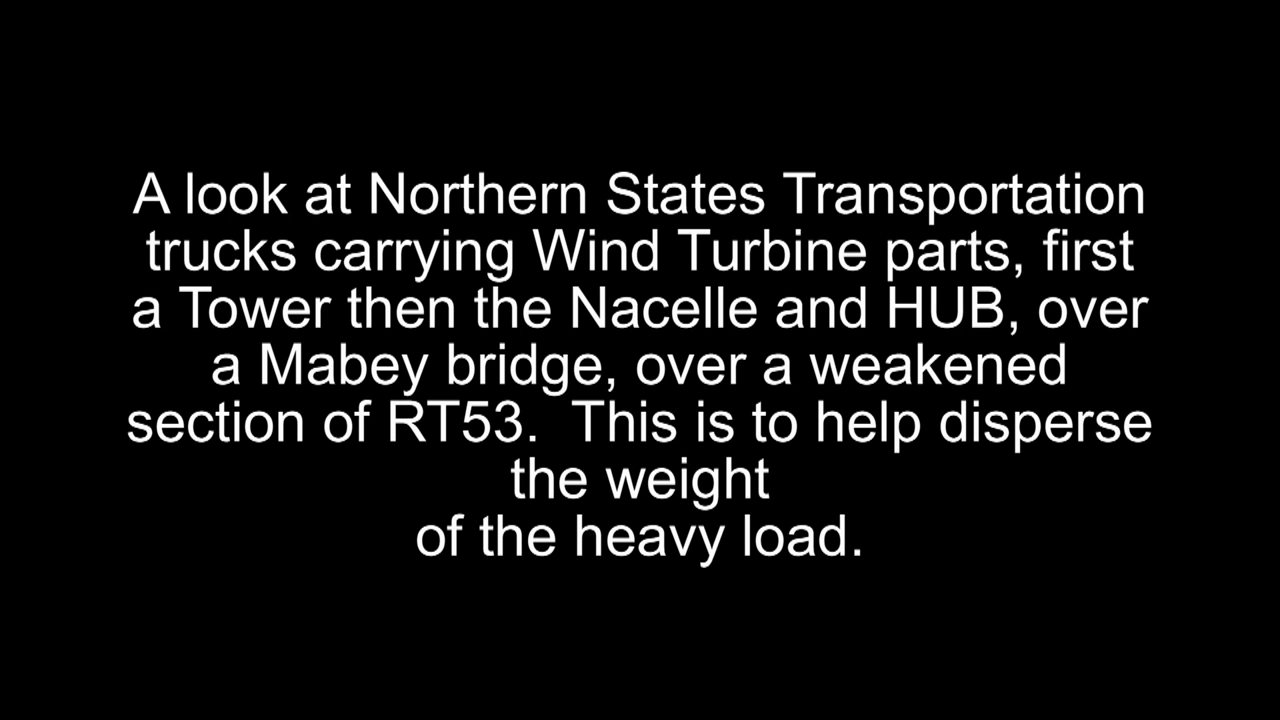 A look at Northern States Transportation
trucks carrying Wind Turbine parts, first
a Tower then the Nacelle and HUB, over
a Mabey bridge, over a weakened
section of RT53.  This is to help disperse
the weight
of the heavy load.